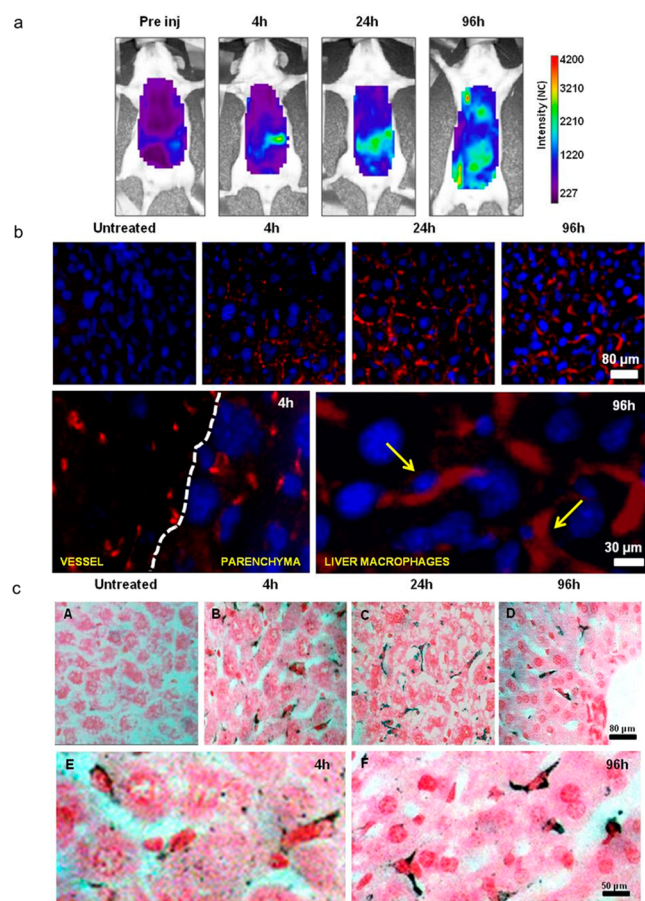 a
Pre inj 4h 24h 96h
4200
3210
2210
1220
227
Intensity (NC)
b
Untreated 4h 24h 96h
80 µm
4h
VESSEL PARENCHYMA
96h
LIVER MACROPHAGES
30 µm
c
Untreated 4h 24h 96h
A B C D
80 µm
E 4h
F 96h
50 µm